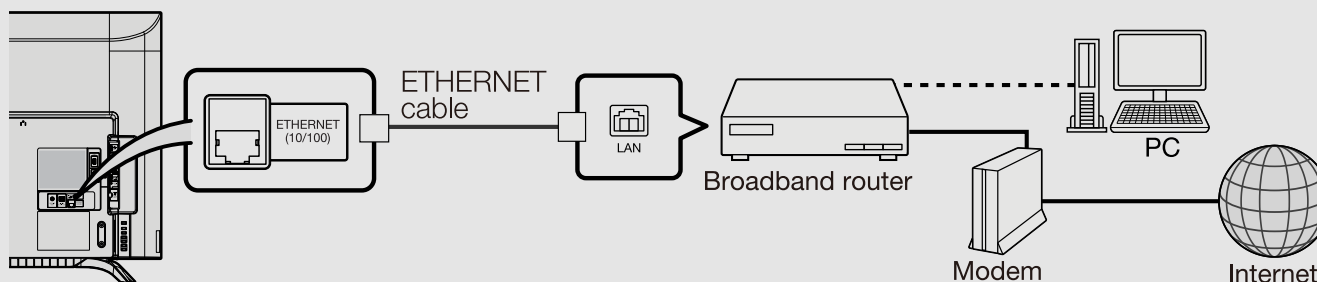 ETHERNET
(10/100)
ETHERNET
cable
LAN
Broadband router
PC
Modem
Internet